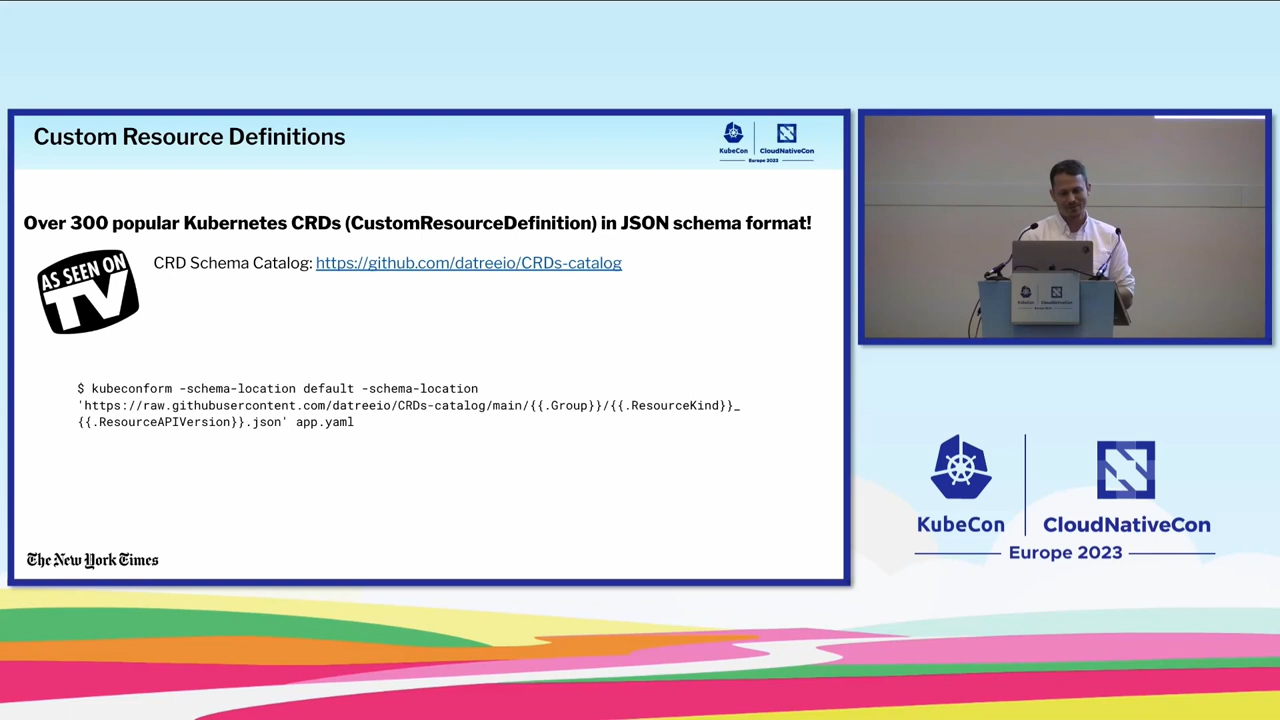 Custom Resource Definitions
KubeCon
CloudNativeCon
Europe 2023
Over 300 popular Kubernetes CRDs (CustomResourceDefinition) in JSON schema format!
AS SEEN ON
TV
CRD Schema Catalog: https://github.com/datreeio/CRDs-catalog
$ kubeconform -schema-location default -schema-location
'https://raw.githubusercontent.com/datreeio/CRDs-catalog/main/{{.Group}}/{{.ResourceKind}}_
{{.ResourceAPIVersion}}.json' app.yaml
The New York Times
KubeCon
CloudNativeCon
KubeCon
CloudNativeCon
Europe 2023